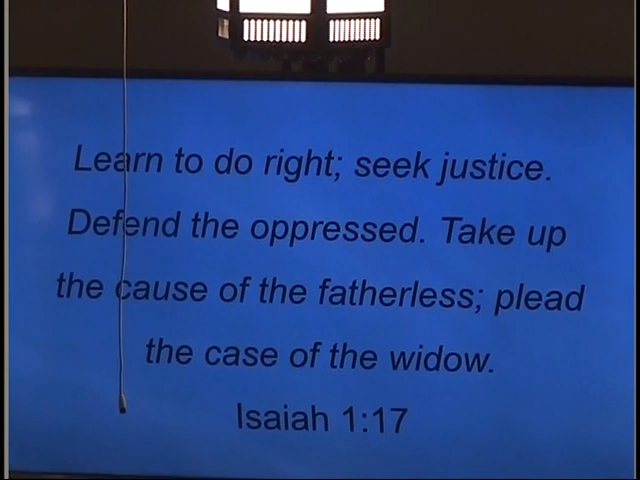 Learn to do right; seek justice.
Defend the oppressed. Take up
the cause of the fatherless; plead
the case of the widow.
Isaiah 1:17